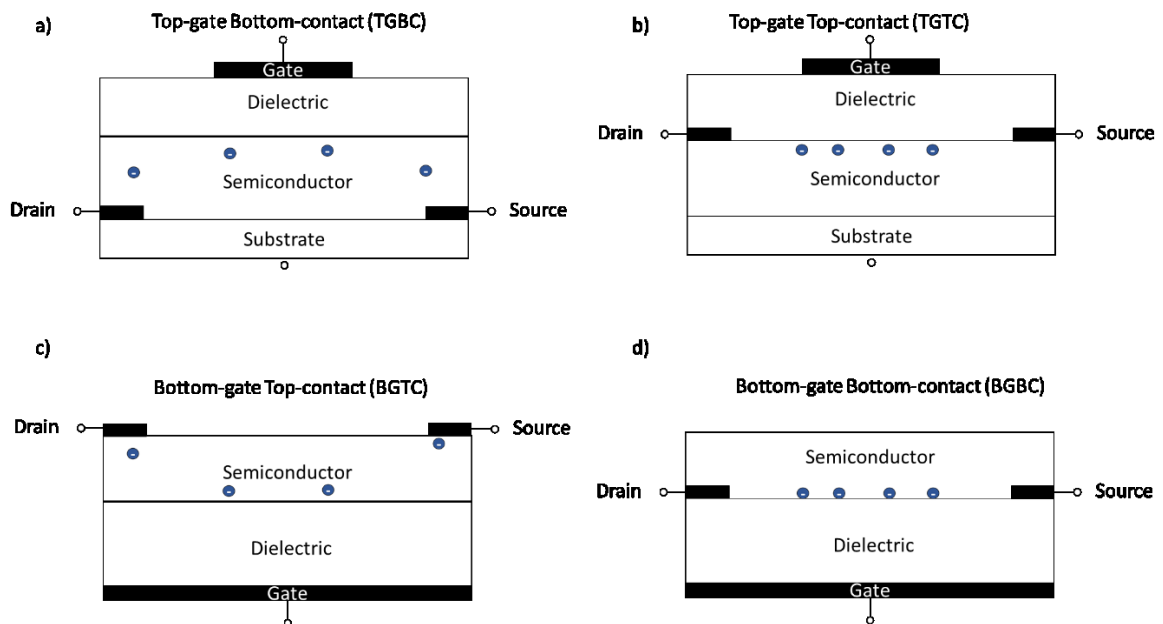 a)
Top-gate Bottom-contact (TGBC)
Gate
Dielectric
Semiconductor
Drain
Source
Substrate
b)
Top-gate Top-contact (TGTC)
Gate
Dielectric
Drain
Source
Semiconductor
Substrate
c)
Bottom-gate Top-contact (BGTC)
Drain
Source
Semiconductor
Dielectric
Gate
d)
Bottom-gate Bottom-contact (BGBC)
Semiconductor
Drain
Source
Dielectric
Gate